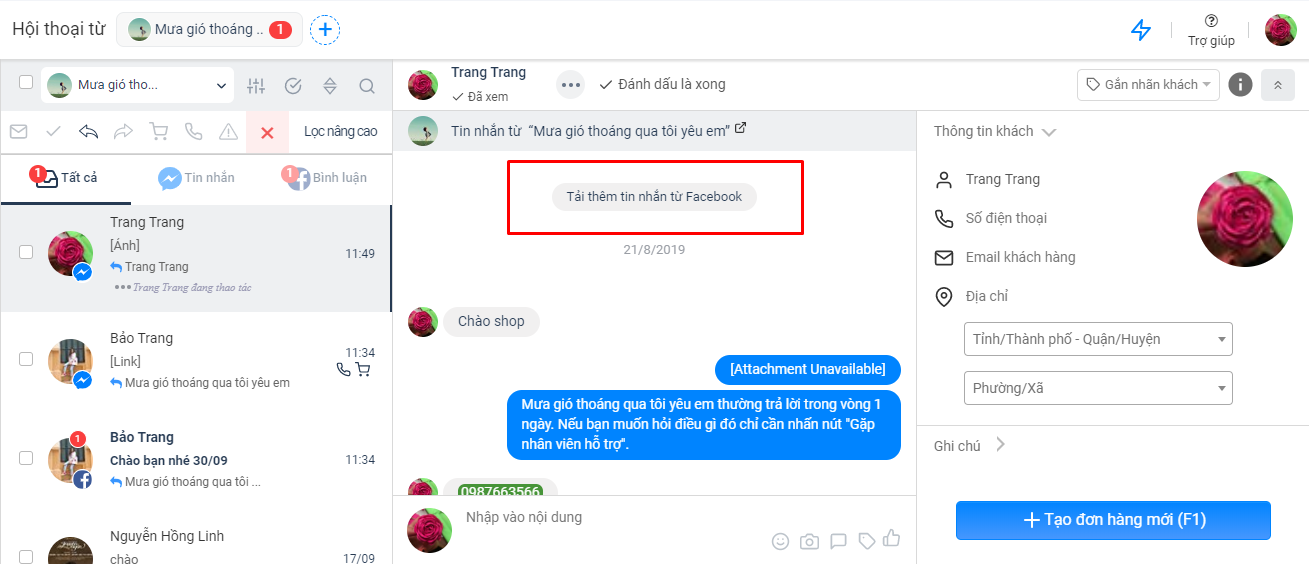 Hội thoại từ
Mưa gió thoáng ..
1
Trợ giúp
Mưa gió tho...
Trang Trang
Đã xem
Đánh dấu là xong
Gắn nhãn khách
Lọc nâng cao
1
Tất cả
Tin nhắn
1
Bình luận
Trang Trang
[Ảnh]
Trang Trang
Trang Trang đang thao tác
11:49
Bảo Trang
[Link]
Mưa gió thoáng qua tôi yêu em
11:34
1
Bảo Trang
Chào bạn nhé 30/09
Mưa gió thoáng qua tôi ...
11:34
Nguyễn Hồng Linh
chào
17/09
Tin nhắn từ "Mưa gió thoáng qua tôi yêu em"
Tải thêm tin nhắn từ Facebook
21/8/2019
Chào shop
[Attachment Unavailable]
Mưa gió thoáng qua tôi yêu em thường trả lời trong vòng 1
ngày. Nếu bạn muốn hỏi điều gì đó chỉ cần nhấn nút "Gặp
nhân viên hỗ trợ".
0987663566
Nhập vào nội dung
Thông tin khách
Trang Trang
Số điện thoại
Email khách hàng
Địa chỉ
Tỉnh/Thành phố - Quận/Huyện
Phường/Xã
Ghi chú
Tạo đơn hàng mới (F1)